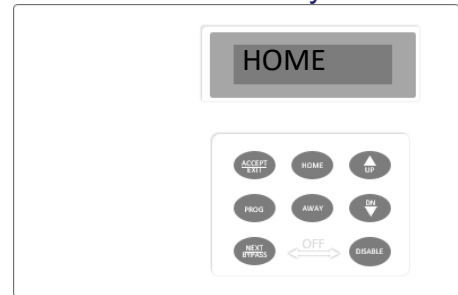 HOME
ACCEPT
EXIT
HOME
UP
PROG
AWAY
DN
NEXT
BYPASS
OFF
DISABLE